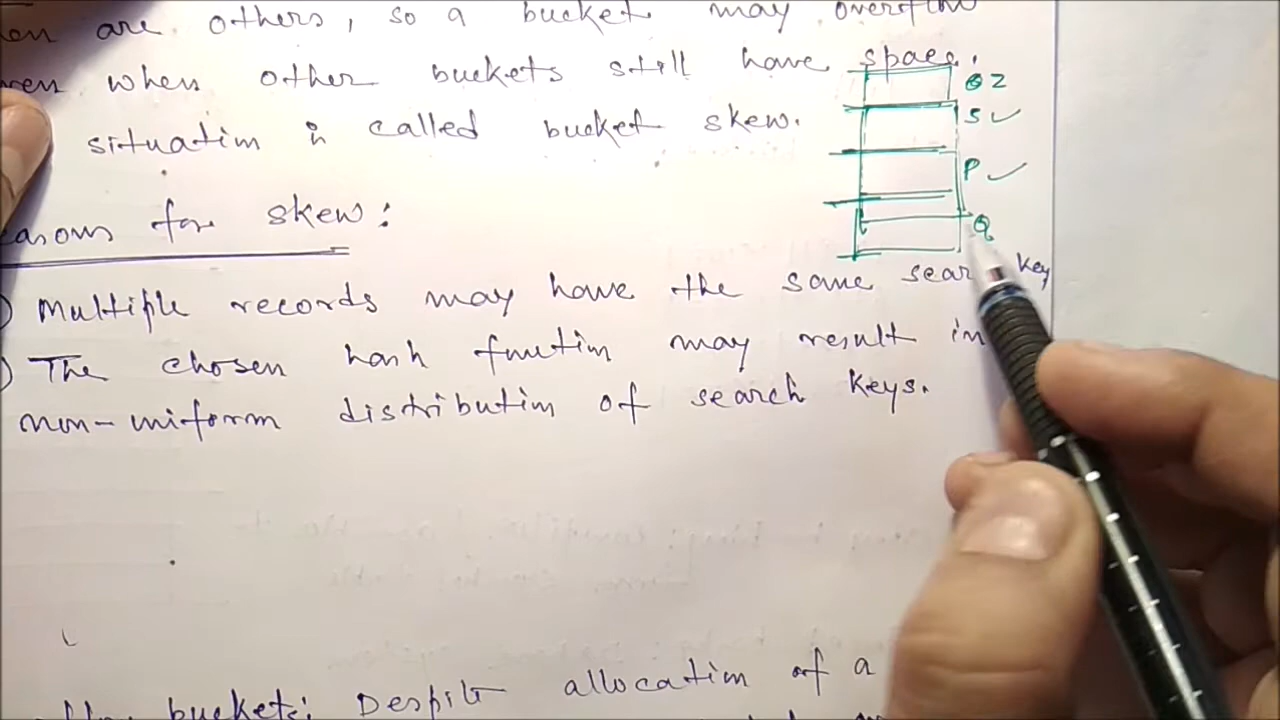 are others, so a bucket may overflow
when other buckets still have space.
situation is called bucket skew.
Z
S ✓
P ✓
Q
for skew:
Multiple records may have the same sear key
The chosen hash function may result in
non-uniform distribution of search keys.
buckets: Despite allocation of a